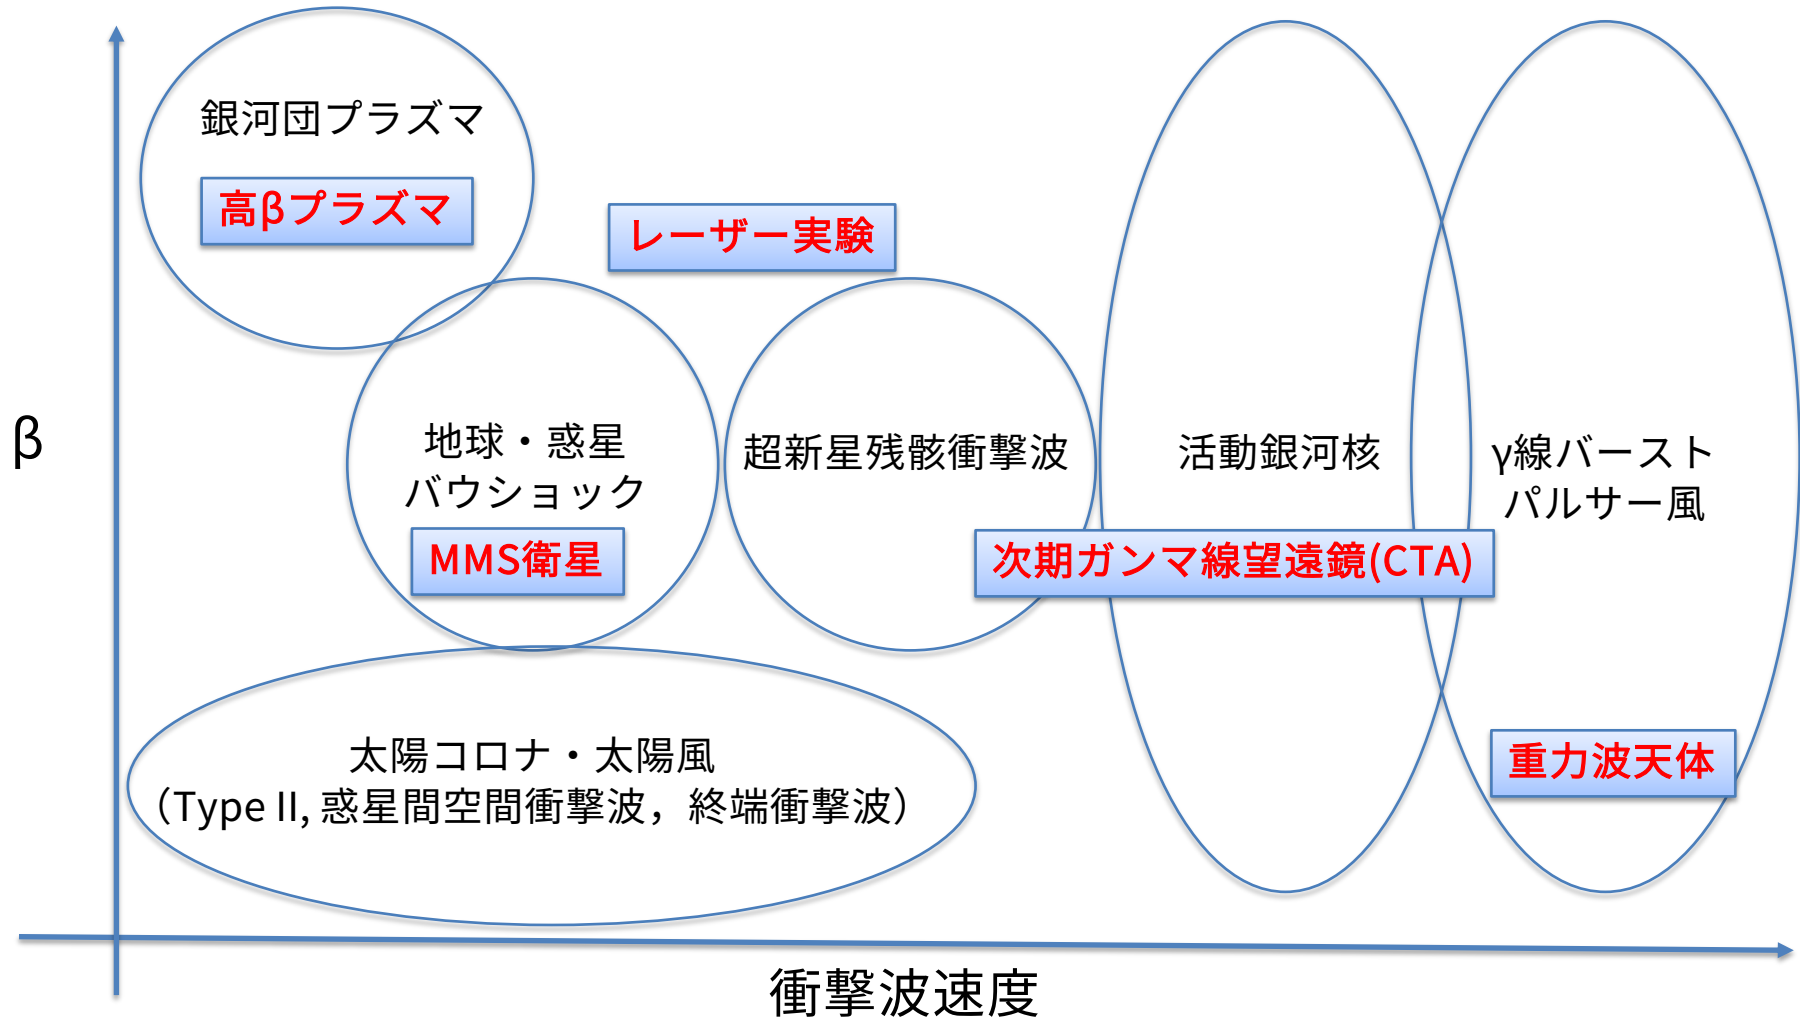 銀河団プラズマ
高βプラズマ
レーザー実験
β
地球・惑星
バウショック
MMS衛星
超新星残骸衝撃波
活動銀河核
γ線バースト
パルサー風
次期ガンマ線望遠鏡(CTA)
重力波天体
太陽コロナ・太陽風
（Type II, 惑星間空間衝撃波，終端衝撃波）
衝撃波速度